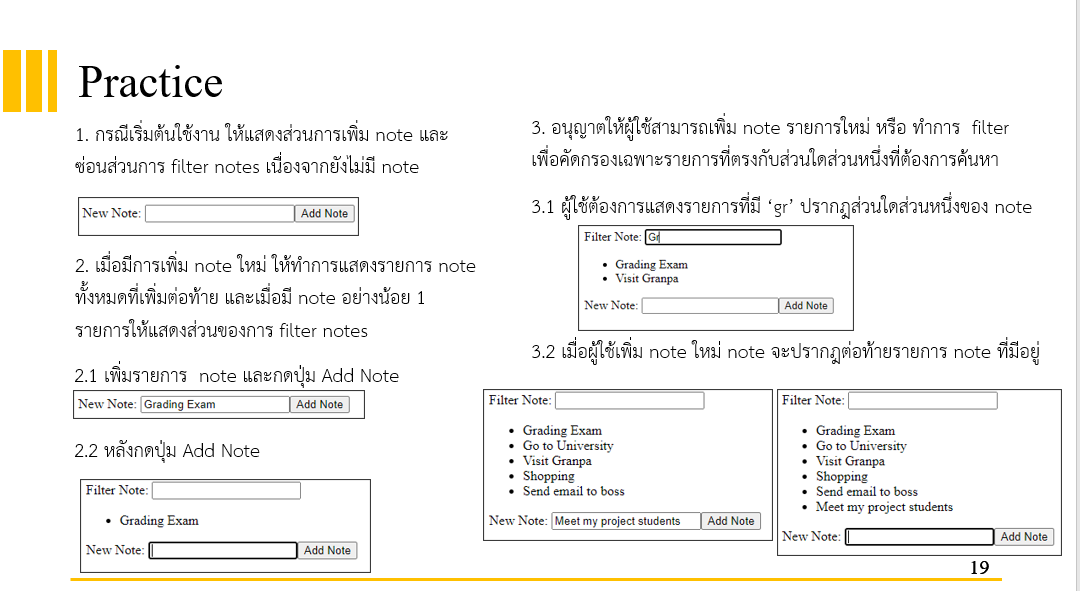 Practice
1. กรณีเริ่มต้นใช้งาน ให้แสดงส่วนการเพิ่ม note และ
ซ่อนส่วนการ filter notes เนื่องจากยังไม่มี note
New Note: Add Note
2. เมื่อมีการเพิ่ม note ใหม่ ให้ทำการแสดงรายการ note
ทั้งหมดที่เพิ่มต่อท้าย และเมื่อมี note อย่างน้อย 1
รายการให้แสดงส่วนของการ filter notes
2.1 เพิ่มรายการ note และกดปุ่ม Add Note
New Note: Grading Exam Add Note
2.2 หลังกดปุ่ม Add Note
Filter Note:
• Grading Exam
New Note: Add Note
3. อนุญาตให้ผู้ใช้สามารถเพิ่ม note รายการใหม่ หรือ ทำการ filter
เพื่อคัดกรองเฉพาะรายการที่ตรงกับส่วนใดส่วนหนึ่งที่ต้องการค้นหา
3.1 ผู้ใช้ต้องการแสดงรายการที่มี ‘gr’ ปรากฎส่วนใดส่วนหนึ่งของ note
Filter Note: Gr
• Grading Exam
• Visit Granpa
New Note: Add Note
3.2 เมื่อผู้ใช้เพิ่ม note ใหม่ note จะปรากฎต่อท้ายรายการ note ที่มีอยู่
Filter Note:
• Grading Exam
• Go to University
• Visit Granpa
• Shopping
• Send email to boss
New Note: Meet my project students Add Note
Filter Note:
• Grading Exam
• Go to University
• Visit Granpa
• Shopping
• Send email to boss
• Meet my project students
New Note: Add Note
19